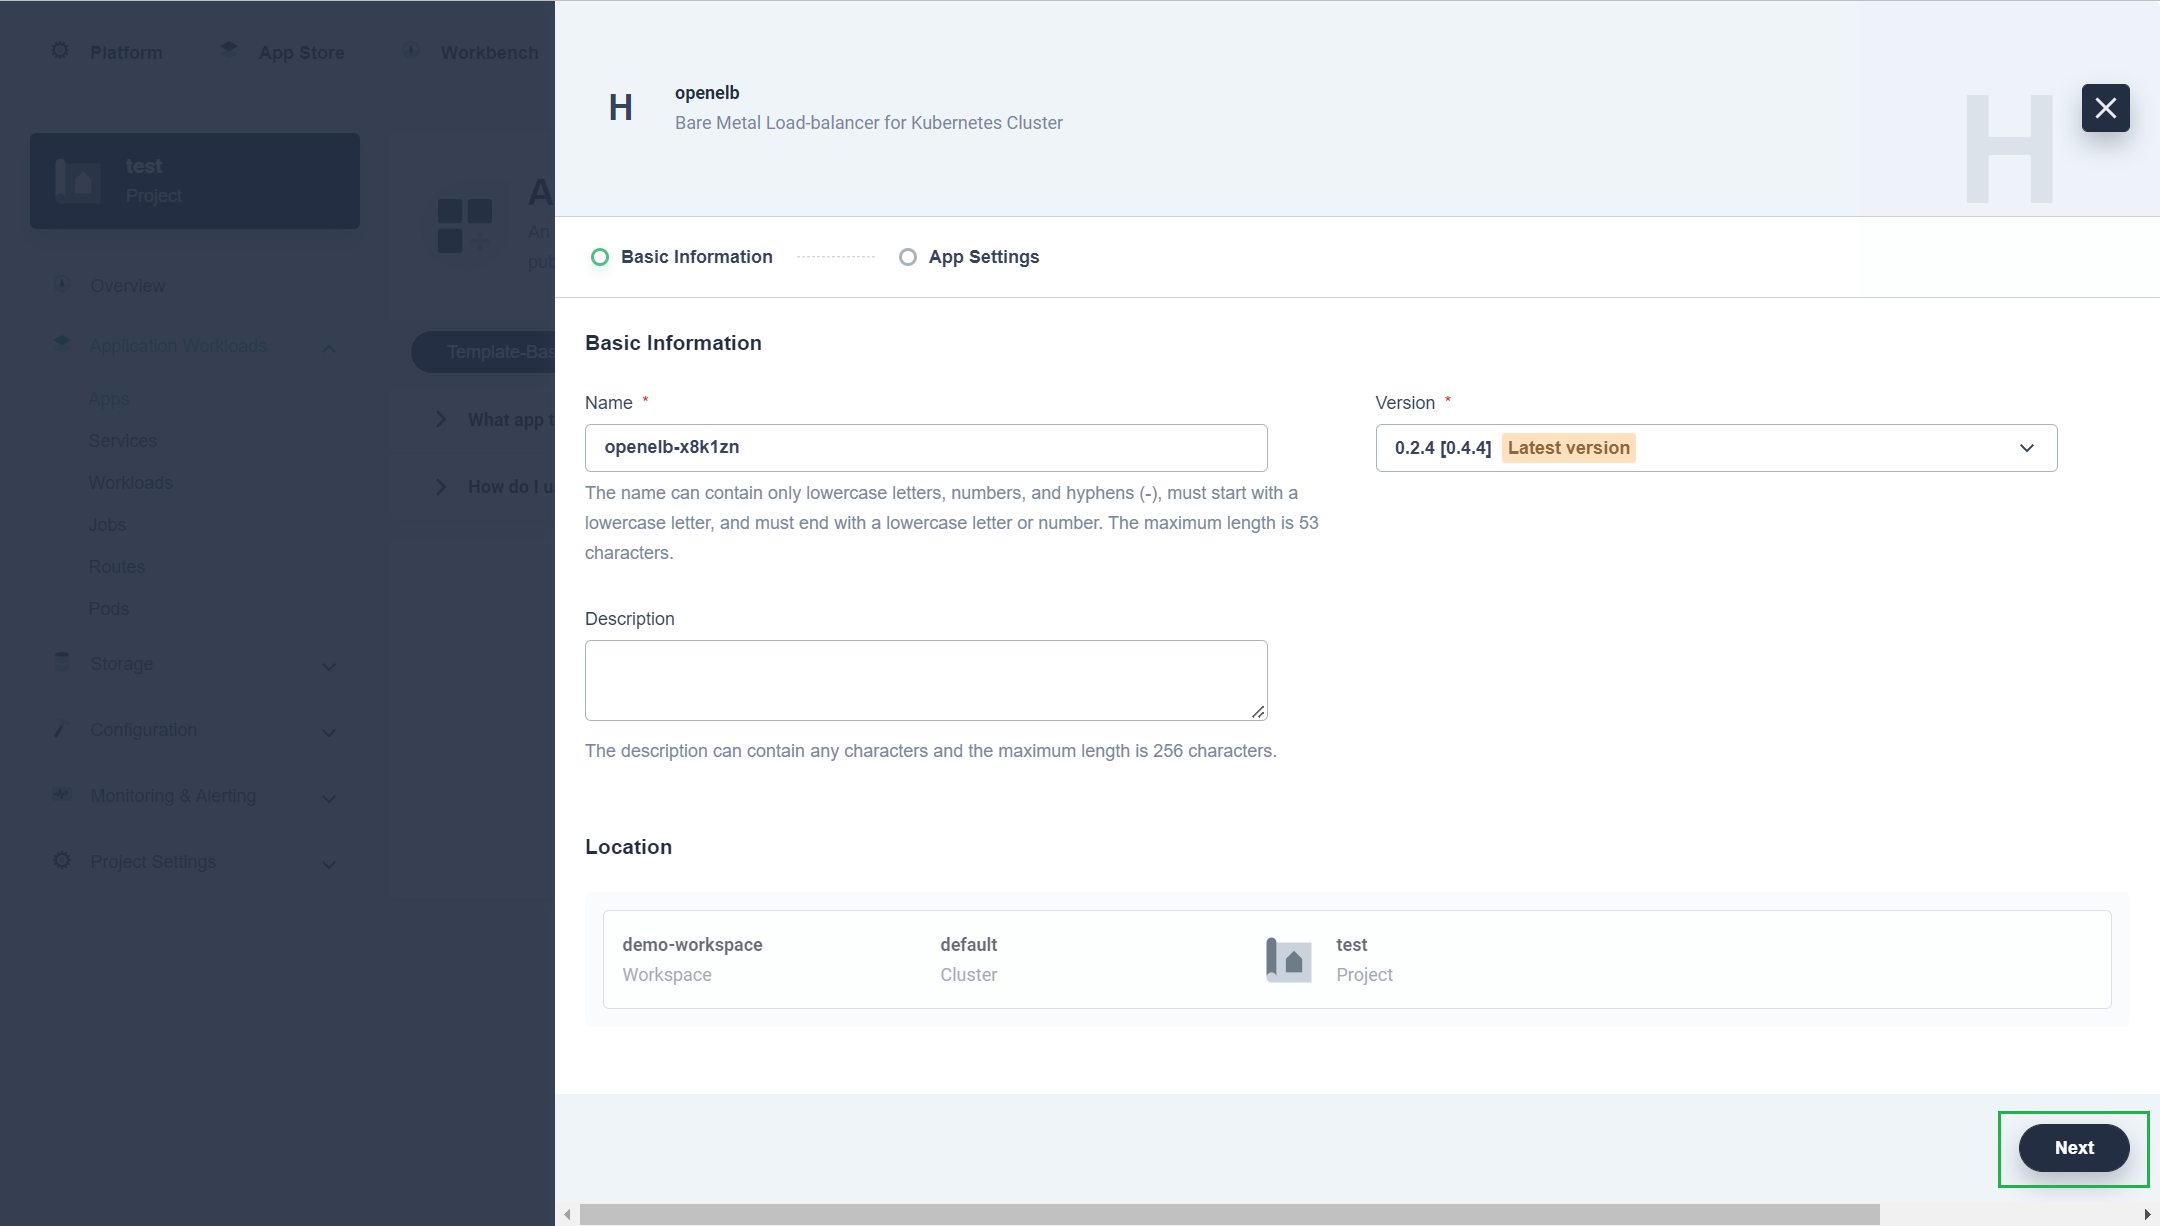 Platform
App Store
Workbench
test
Project
Overview
Application Workloads
Apps
Services
Workloads
Jobs
Routes
Pods
Storage
Configuration
Monitoring & Alerting
Project Settings
A
An
pub
Template-Bas
What app t
How do I u
H
openelb
Bare Metal Load-balancer for Kubernetes Cluster
H
Basic Information
App Settings
Basic Information
Name *
openelb-x8k1zn
The name can contain only lowercase letters, numbers, and hyphens (-), must start with a
lowercase letter, and must end with a lowercase letter or number. The maximum length is 53
characters.
Version *
0.2.4 [0.4.4] Latest version
Description
The description can contain any characters and the maximum length is 256 characters.
Location
demo-workspace
Workspace
default
Cluster
test
Project
Next